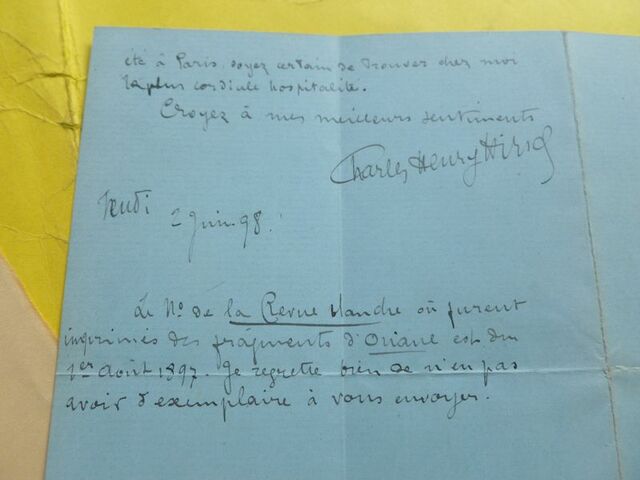 été à Paris, soyez certain de trouver chez moi
la plus cordiale hospitalité.
Croyez à mes meilleurs sentiments
Charles Henry Hirsch
Jeudi
2 Juin 98.
Le No. de la Revue blanche où furent
imprimés des fragments d'Oriane est du
1er Août 1897. Je regrette bien de n'en pas
avoir d'exemplaire à vous envoyer.